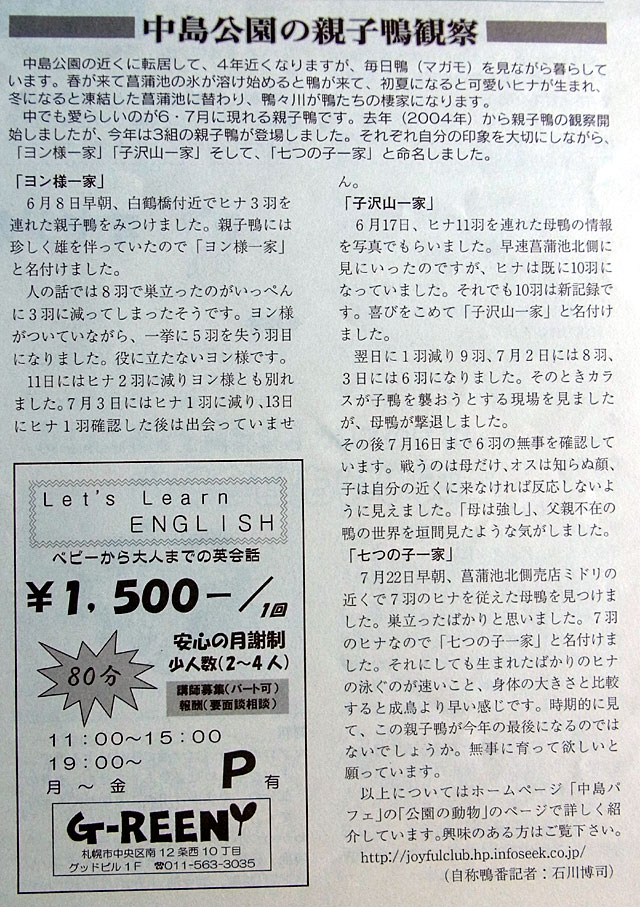 中島公園の親子鴨観察
　中島公園の近くに転居して、4年近くなりますが、毎日鴨（マガモ）を見ながら暮らして
います。春が来て菖蒲池の氷が溶け始めると鴨が来て、初夏になると可愛いヒナが生まれ、
冬になると凍結した菖蒲池に替わり、鴨々川が鴨たちの棲家になります。
　中でも愛らしいのが6・7月に現れる親子鴨です。去年（2004年）から親子鴨の観察開
始しましたが、今年は3組の親子鴨が登場しました。それぞれ自分の印象を大切にしながら、
「ヨン様一家」「子沢山一家」そして、「七つの子一家」と命名しました。
「ヨン様一家」
　6月8日早朝、白鶴橋付近でヒナ3羽を
連れた親子鴨をみつけました。親子鴨には
珍しく雄を伴っていたので「ヨン様一家」
と名付けました。
　人の話では8羽で巣立ったのがいっぺん
に3羽に減ってしまったそうです。ヨン様
がついていながら、一挙に5羽を失う羽目
になりました。役に立たないヨン様です。
　11日にはヒナ2羽に減りヨン様とも別れ
ました。7月3日にはヒナ1羽に減り、13日
にヒナ1羽確認した後は出会っていませ
ん。
「子沢山一家」
　6月17日、ヒナ11羽を連れた母鴨の情報
を写真でもらいました。早速菖蒲池北側に
見にいったのですが、ヒナは既に10羽に
なっていました。それでも10羽は新記録で
す。喜びをこめて「子沢山一家」と名付け
ました。
　翌日に1羽減り9羽、7月2日には8羽、
3日には6羽になりました。そのときカラ
スが子鴨を襲おうとする現場を見ました
が、母鴨が撃退しました。
その後7月16日まで6羽の無事を確認して
います。戦うのは母だけ、オスは知らぬ顔、
子は自分の近くに来なければ反応しないよう
に見えました。「母は強し」、父親不在の
鴨の世界を垣間見たような気がしました。
「七つの子一家」
　7月22日早朝、菖蒲池北側売店ミドリの
近くで7羽のヒナを従えた母鴨を見つけま
した。巣立ったばかりと思いました。7羽
のヒナなので「七つの子一家」と名付けま
した。それにしても生まれたばかりのヒナ
の泳ぐのが速いこと、身体の大きさと比較
すると成鳥より早い感じです。時期的に見
て、この親子鴨が今年の最後になるのでは
ないでしょうか。無事に育って欲しいと
願っています。
　以上についてはホームページ「中島パ
フェ」の「公園の動物」のページで詳しく紹
介しています。興味のある方はご覧下さい。
http://joyfulclub.hp.infoseek.co.jp/
（自称鴨番記者：石川博司）
Let's Learn
ENGLISH
ベビーから大人までの英会話
¥1,500−／1回
80分
安心の月謝制
少人数(2〜4人)
講師募集(パート可)
報酬(要面談相談)
11：00〜15：00
19：00〜
月 〜 金
P有
G-REEN
札幌市中央区南12条西10丁目
グッドビル1F ☎011-563-3035